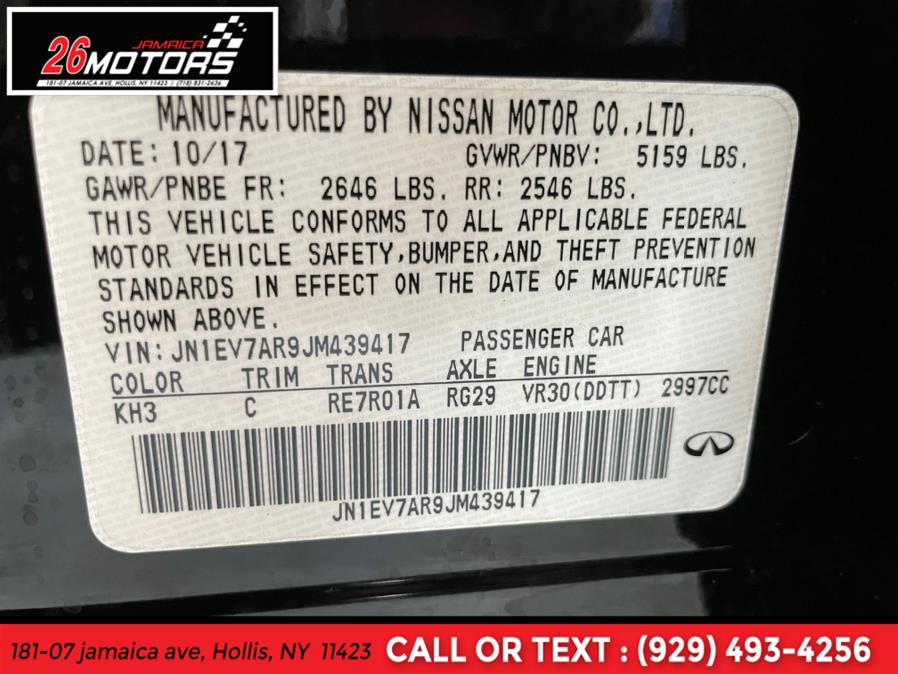 26 JAMAICA
MOTORS
181-07 JAMAICA AVE, HOLLIS, NY 11423 / (718) 831-2636
MANUFACTURED BY NISSAN MOTOR CO.,LTD.
DATE: 10/17 GVWR/PNBV: 5159 LBS.
GAWR/PNBE FR: 2646 LBS. RR: 2546 LBS.
THIS VEHICLE CONFORMS TO ALL APPLICABLE FEDERAL
MOTOR VEHICLE SAFETY,BUMPER,AND THEFT PREVENTION
STANDARDS IN EFFECT ON THE DATE OF MANUFACTURE
SHOWN ABOVE.
VIN:JN1EV7AR9JM439417 PASSENGER CAR
COLOR TRIM TRANS AXLE ENGINE
KH3 C RE7R01A RG29 VR30(DDTT) 2997CC
JN1EV7AR9JM439417
181-07 jamaica ave, Hollis, NY 11423 CALL OR TEXT : (929) 493-4256